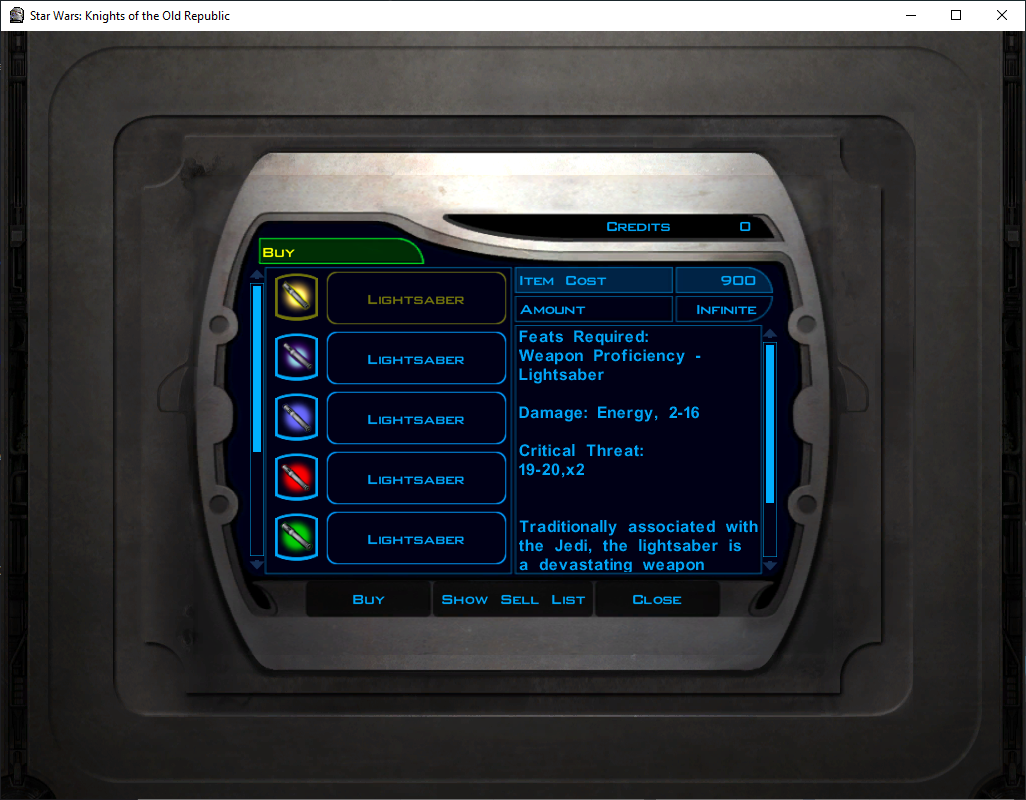 Star Wars: Knights of the Old Republic
Credits 0
Buy
Lightsaber
Lightsaber
Lightsaber
Lightsaber
Lightsaber
Item Cost 900
Amount Infinite
Feats Required:
Weapon Proficiency -
Lightsaber
Damage: Energy, 2-16
Critical Threat:
19-20,x2
Traditionally associated with
the Jedi, the lightsaber is
a devastating weapon
Buy Show Sell List Close